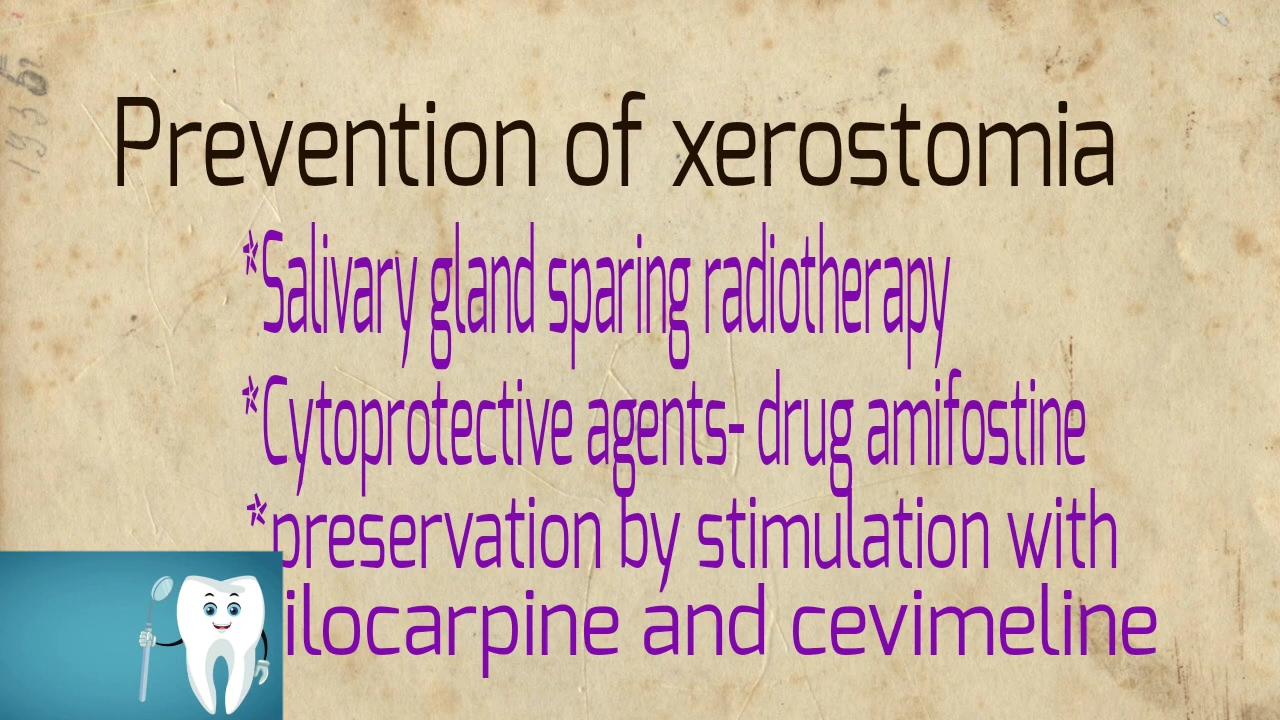 Prevention of xerostomia
*Salivary gland sparing radiotherapy
*Cytoprotective agents- drug amifostine
*preservation by stimulation with
ilocarpine and cevimeline